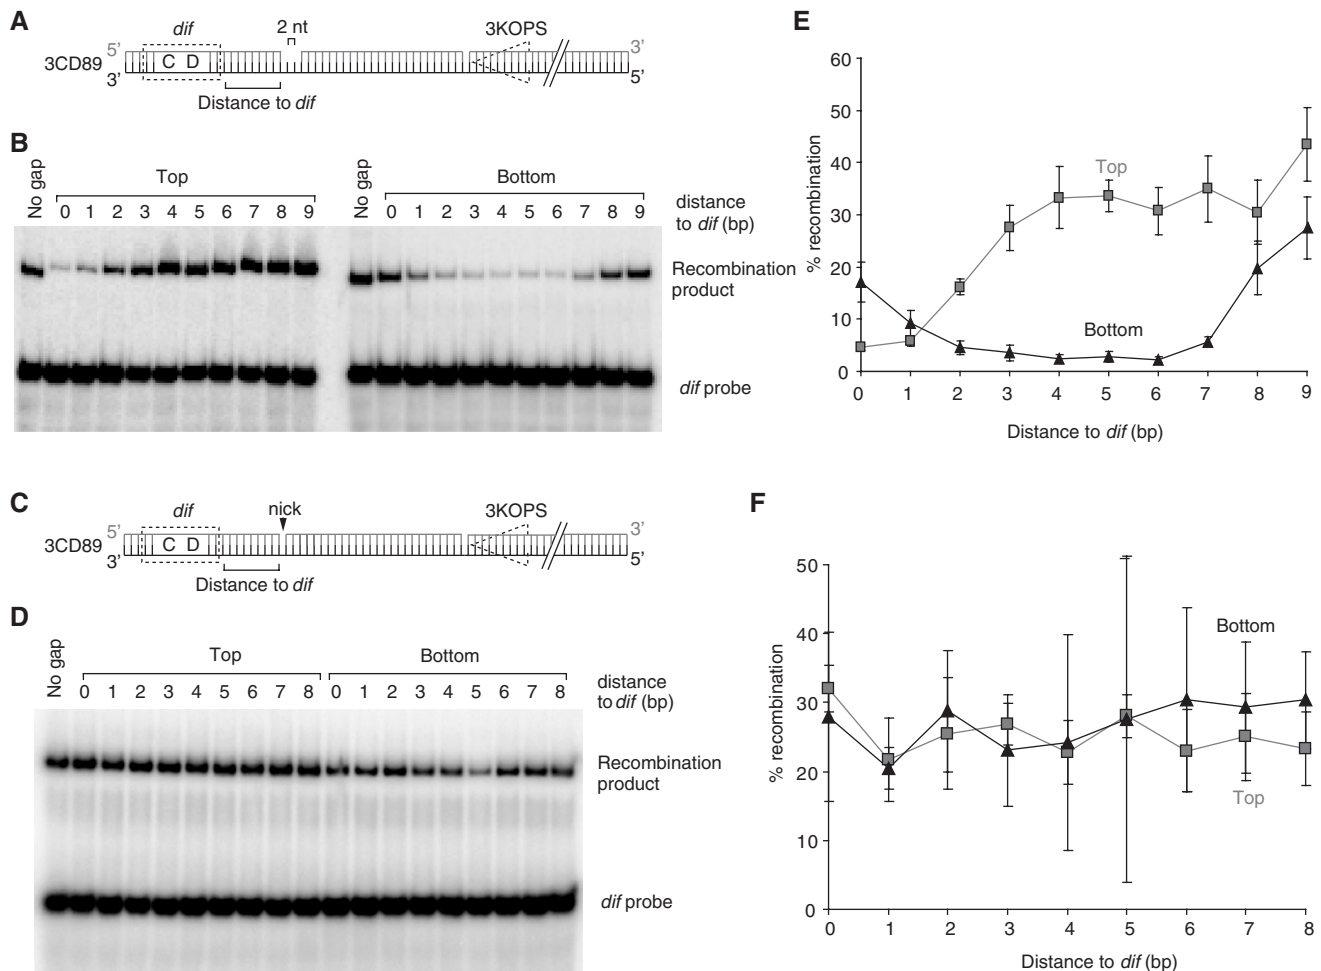 A
dif
2 nt
3KOPS
5’
3’
3CD89
C D
3’
5’
Distance to dif
B
No gap
Top
0 1 2 3 4 5 6 7 8 9
No gap
Bottom
0 1 2 3 4 5 6 7 8 9
distance
to dif (bp)
Recombination
product
dif probe
E
% recombination
60
50
40
30
20
10
0
Top
Bottom
0 1 2 3 4 5 6 7 8 9
Distance to dif (bp)
C
dif
nick
3KOPS
5’
3’
3CD89
C D
3’
5’
Distance to dif
D
No gap
Top
0 1 2 3 4 5 6 7 8
Bottom
0 1 2 3 4 5 6 7 8
distance
to dif (bp)
Recombination
product
dif probe
F
% recombination
50
40
30
20
10
0
Bottom
Top
0 1 2 3 4 5 6 7 8
Distance to dif (bp)